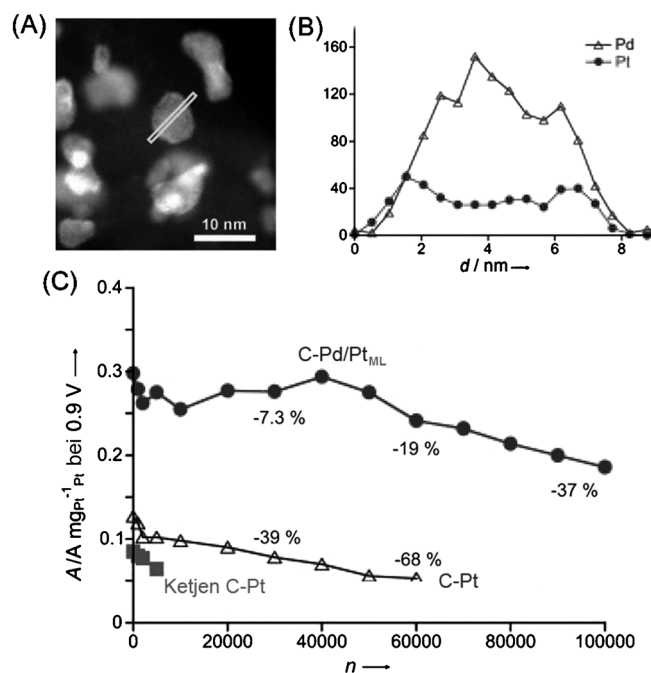 (A)
10 nm
(B)
160
120
80
40
0
Pd
Pt
0 2 4 6 8
d / nm
(C)
0.4
0.3
0.2
0.1
0
A/A mgPt⁻¹Pt bei 0.9 V
C-Pd/PtML
-7.3 %
-19 %
-37 %
-39 %
-68 %
C-Pt
Ketjen C-Pt
0 20000 40000 60000 80000 100000
n